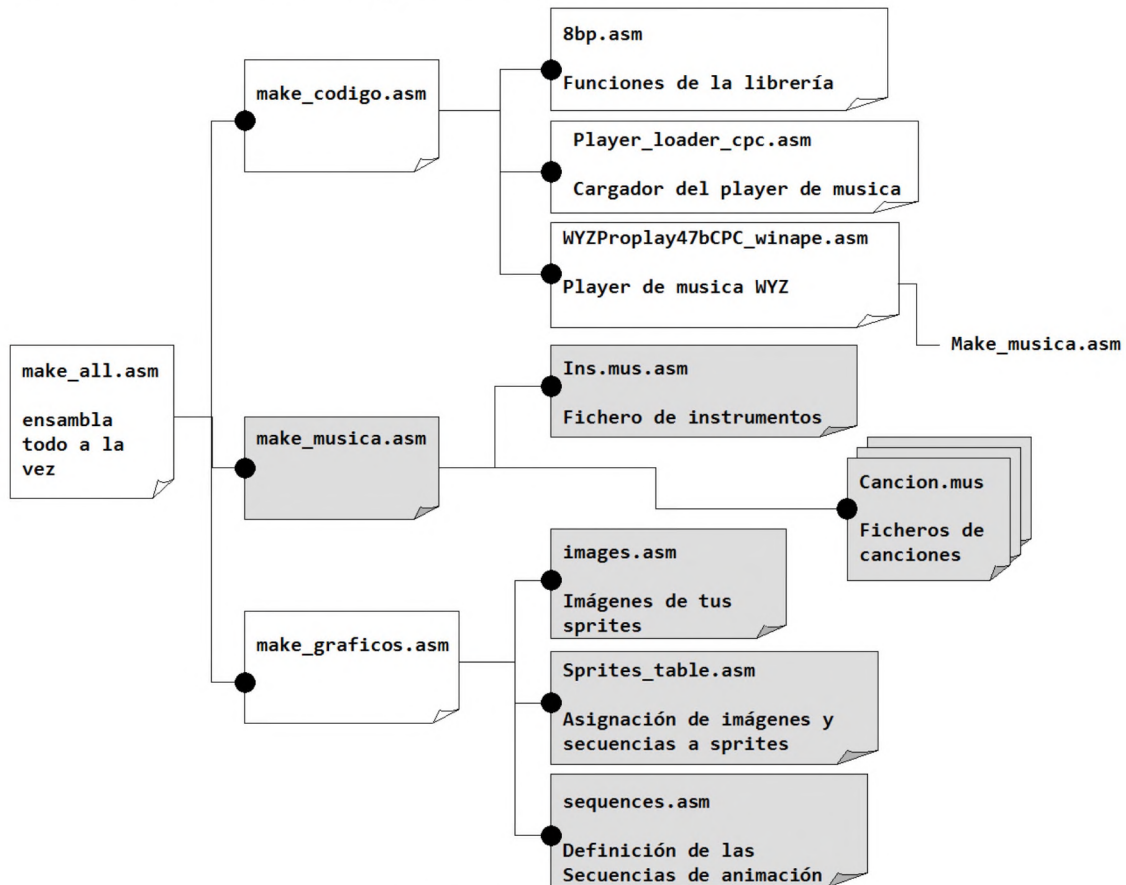 make_all.asm
ensambla
todo a la
vez
make_codigo.asm
8bp.asm
Funciones de la librería
Player_loader_cpc.asm
Cargador del player de musica
WYZProplay47bCPC_winape.asm
Player de musica WYZ
Make_musica.asm
make_musica.asm
Ins.mus.asm
Fichero de instrumentos
Cancion.mus
Ficheros de
canciones
make_graficos.asm
images.asm
Imágenes de tus
sprites
Sprites_table.asm
Asignación de imágenes y
secuencias a sprites
sequences.asm
Definición de las
Secuencias de animación